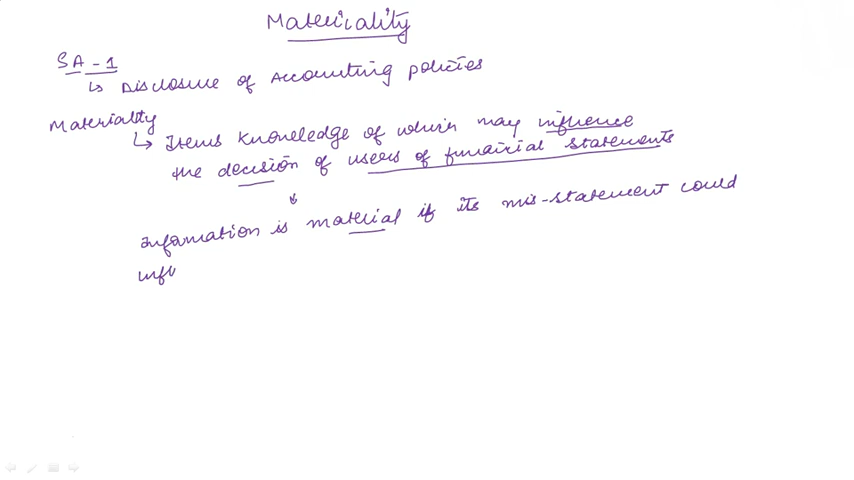 Materiality
SA-1
↳ Disclosure of Accounting policies
Materiality
↳ Items knowledge of which may influence
the decision of users of financial statements
↓
Information is material if its mis-statement could
infl